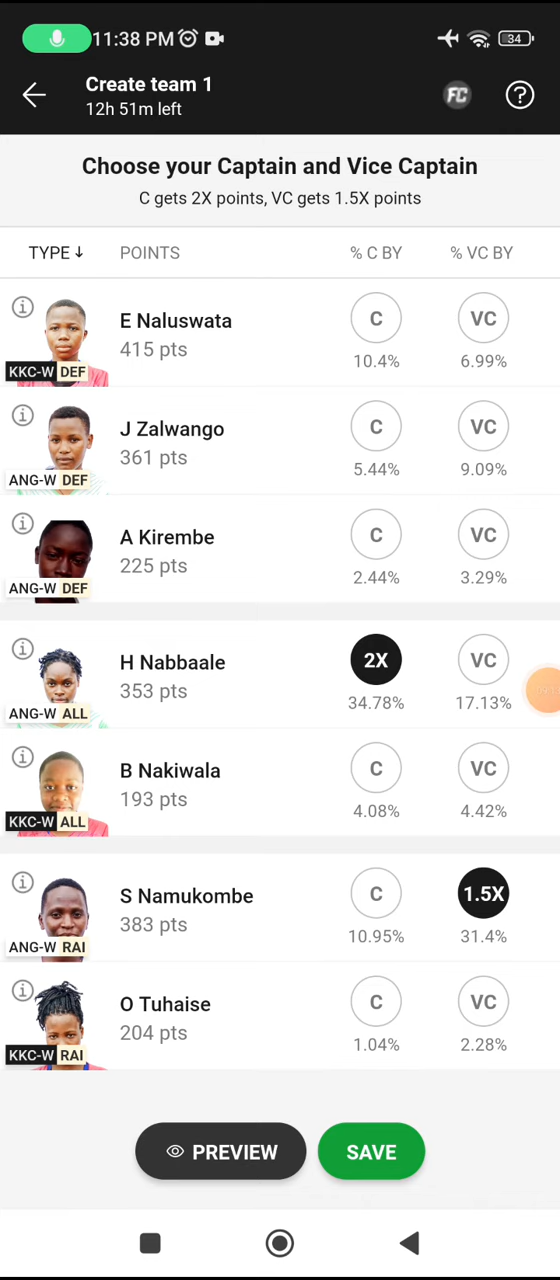 11:38 PM
34
Create team 1
12h 51m left
FC
?
Choose your Captain and Vice Captain
C gets 2X points, VC gets 1.5X points
TYPE ↓ POINTS % C BY % VC BY
E Naluswata
415 pts
C VC
10.4% 6.99%
KKC-W DEF
J Zalwango
361 pts
C VC
5.44% 9.09%
ANG-W DEF
A Kirembe
225 pts
C VC
2.44% 3.29%
ANG-W DEF
H Nabbaale
353 pts
2X VC
34.78% 17.13%
ANG-W ALL
B Nakiwala
193 pts
C VC
4.08% 4.42%
KKC-W ALL
S Namukombe
383 pts
C 1.5X
10.95% 31.4%
ANG-W RAI
O Tuhaise
204 pts
C VC
1.04% 2.28%
KKC-W RAI
PREVIEW SAVE